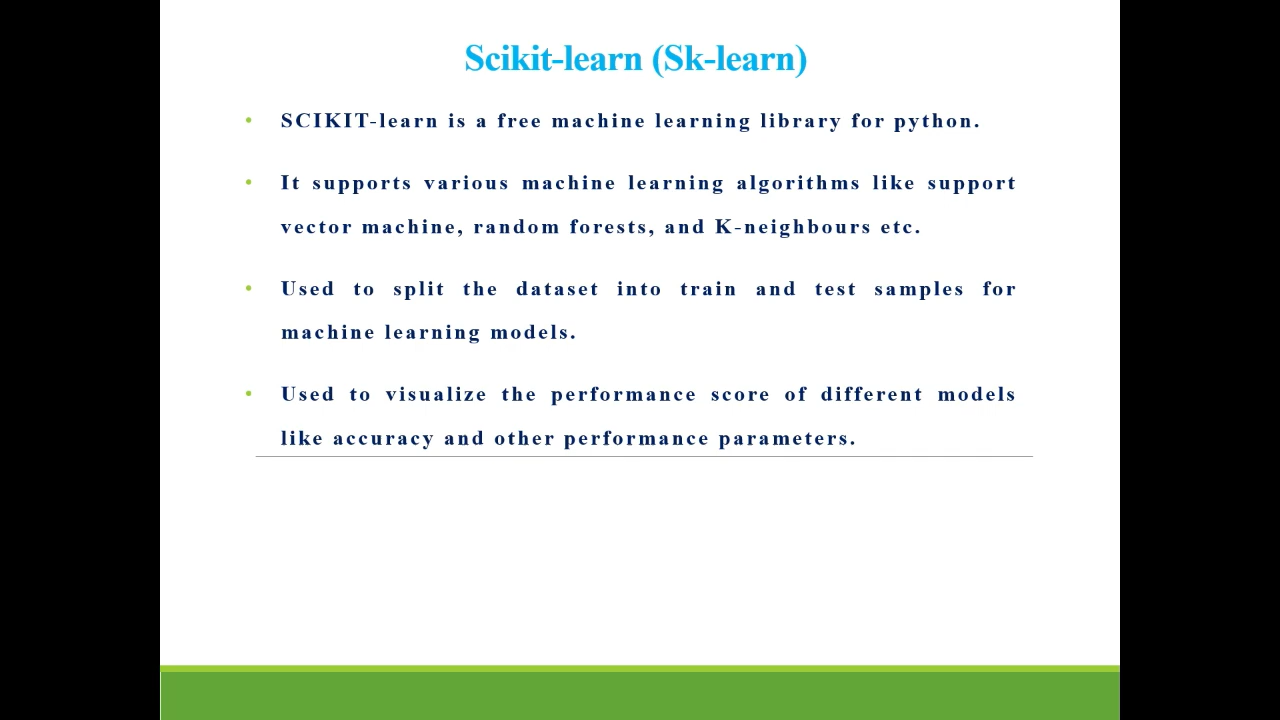 Scikit-learn (Sk-learn)
• SCIKIT-learn is a free machine learning library for python.
• It supports various machine learning algorithms like support
vector machine, random forests, and K-neighbours etc.
• Used to split the dataset into train and test samples for
machine learning models.
• Used to visualize the performance score of different models
like accuracy and other performance parameters.